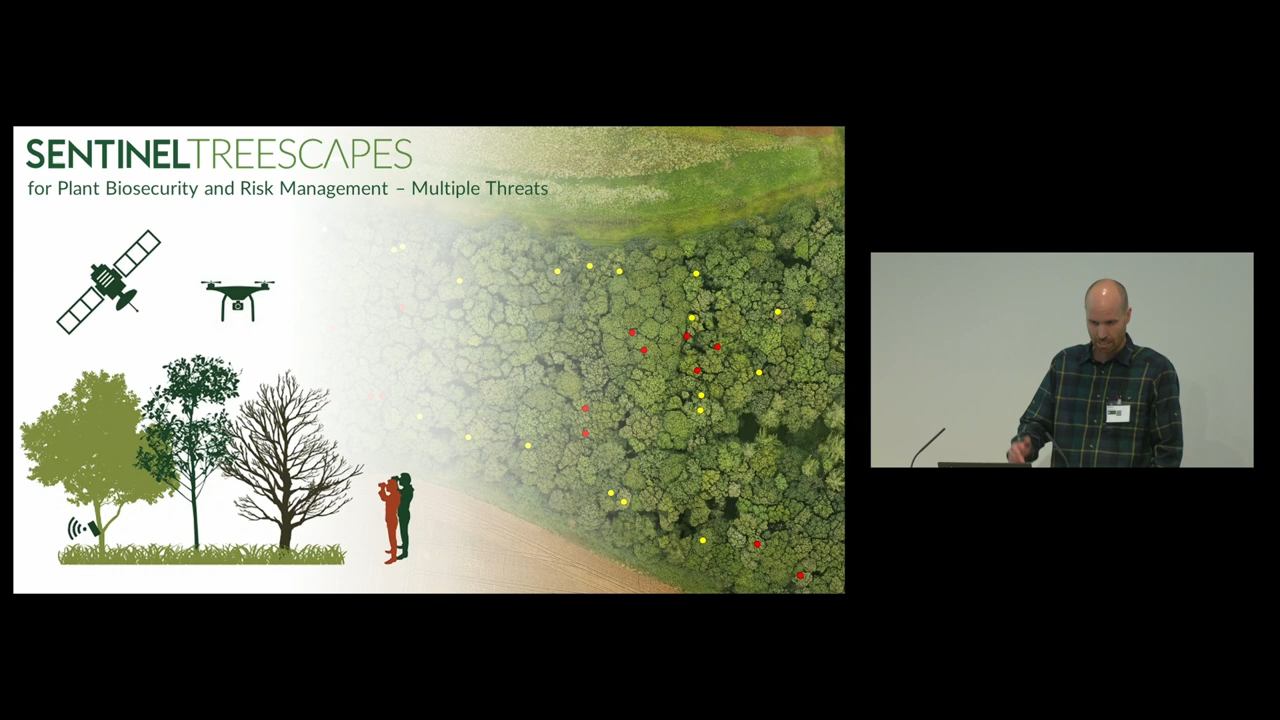 SENTINELTREESCAPES
for Plant Biosecurity and Risk Management – Multiple Threats